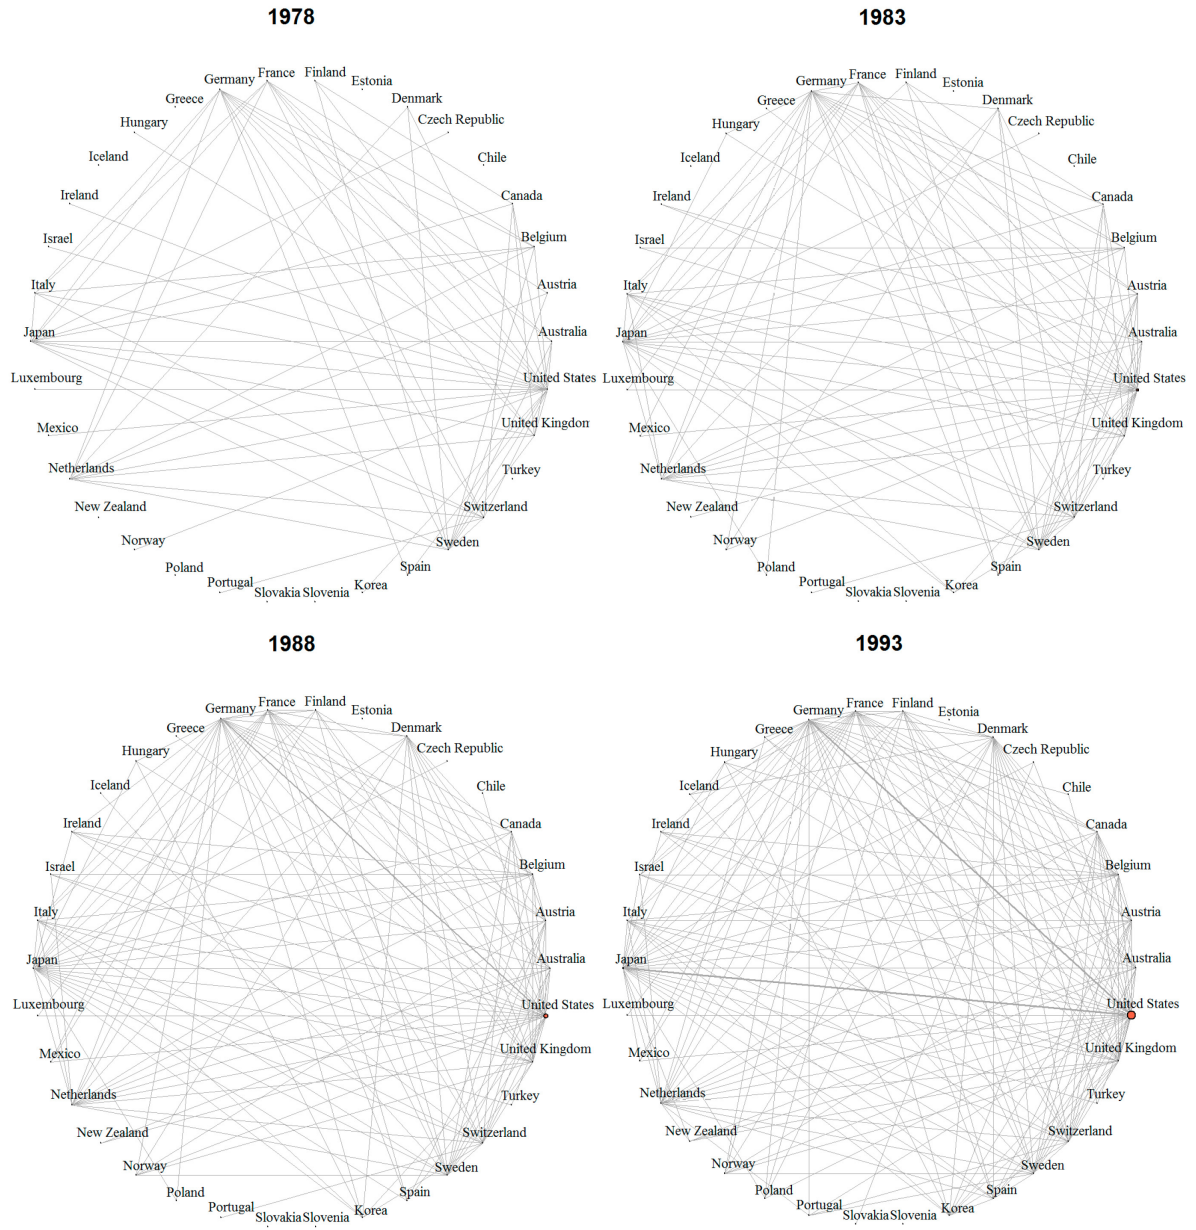 1978
1983
Germany France Finland
Estonia
Greece
Denmark
Hungary
Czech Republic
Iceland
Chile
Ireland
Canada
Israel
Belgium
Italy
Austria
Japan
Australia
Luxembourg
United States
Mexico
United Kingdon
Netherlands
Turkey
New Zealand
Switzerland
Norway
Sweden
Poland
Spain
Portugal
Korea
Slovakia Slovenia
Germany France Finland
Estonia
Greece
Denmark
Hungary
Czech Republic
Iceland
Chile
Ireland
Canada
Israel
Belgium
Italy
Austria
Japan
Australia
Luxembourg
United States
Mexico
United Kingdom
Netherlands
Turkey
New Zealand
Switzerland
Norway
Sweden
Poland
Spain
Portugal
Korea
Slovakia Slovenia
1988
1993
Germany France Finland
Estonia
Greece
Denmark
Hungary
Czech Republic
Iceland
Chile
Ireland
Canada
Israel
Belgium
Italy
Austria
Japan
Australia
Luxembourg
United States
Mexico
United Kingdom
Netherlands
Turkey
New Zealand
Switzerland
Norway
Sweden
Poland
Spain
Portugal
Korea
Slovakia Slovenia
Germany France Finland
Estonia
Greece
Denmark
Hungary
Czech Republic
Iceland
Chile
Ireland
Canada
Israel
Belgium
Italy
Austria
Japan
Australia
Luxembourg
United States
Mexico
United Kingdom
Netherlands
Turkey
New Zealand
Switzerland
Norway
Sweden
Poland
Spain
Portugal
Korea
Slovakia Slovenia